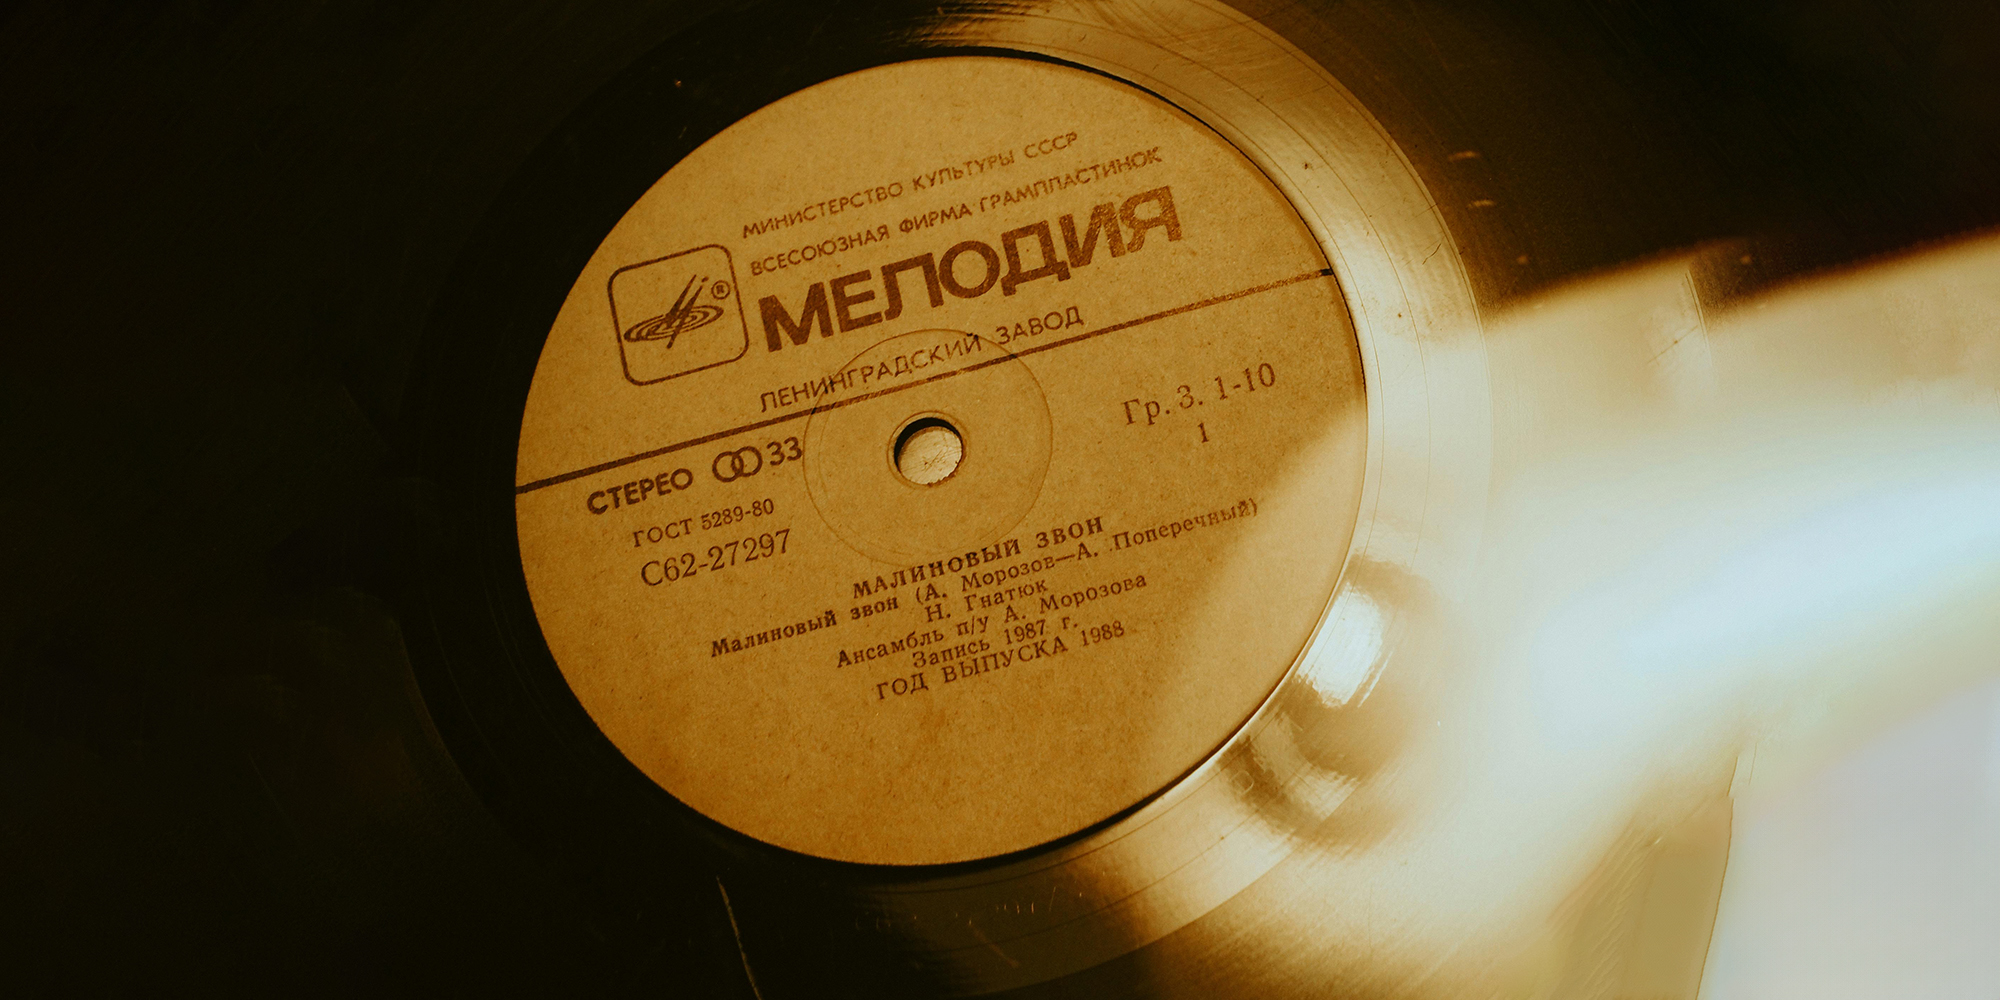 МИНИСТЕРСТВО КУЛЬТУРЫ СССР
ВСЕСОЮЗНАЯ ФИРМА ГРАМПЛАСТИНОК
®
МЕЛОДИЯ
ЛЕНИНГРАДСКИЙ ЗАВОД
СТЕРЕО 33
Гр. 3. 1-10
1
ГОСТ 5289-80
С62-27297
МАЛИНОВЫЙ ЗВОН
Малиновый звон (А. Морозов—А. Поперечный)
Н. Гнатюк
Ансамбль п/у А. Морозова
Запись 1987 г.
ГОД ВЫПУСКА 1988